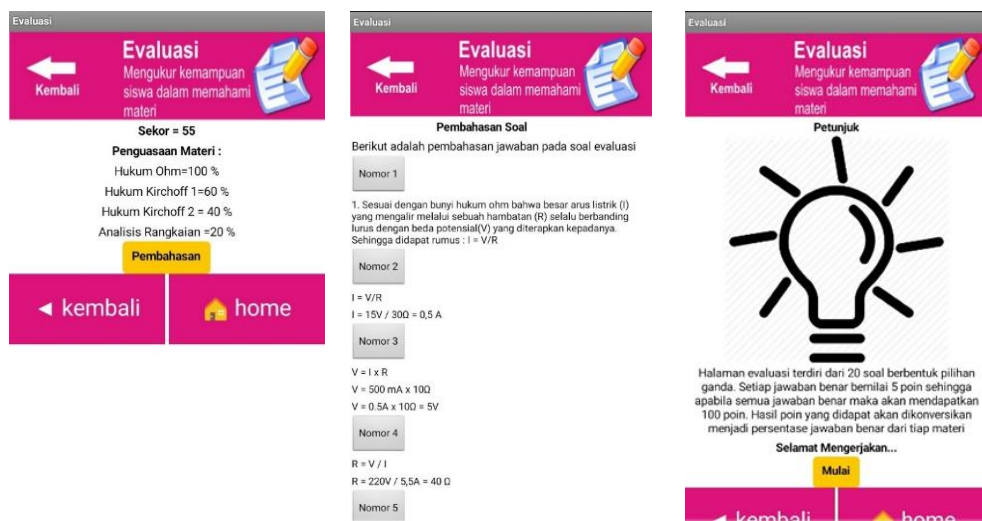 Evaluasi
Evaluasi
Kembali
Mengukur kemampuan
siswa dalam memahami
materi
Sekor = 55
Penguasaan Materi :
Hukum Ohm=100 %
Hukum Kirchoff 1=60 %
Hukum Kirchoff 2 = 40 %
Analisis Rangkaian =20 %
Pembahasan
◄ kembali
home
Evaluasi
Evaluasi
Kembali
Mengukur kemampuan
siswa dalam memahami
materi
Pembahasan Soal
Berikut adalah pembahasan jawaban pada soal evaluasi
Nomor 1
1. Sesuai dengan bunyi hukum ohm bahwa besar arus listrik (I)
yang mengalir melalui sebuah hambatan (R) selalu berbanding
lurus dengan beda potensial(V) yang diterapkan kepadanya.
Sehingga didapat rumus : I = V/R
Nomor 2
I = V/R
I = 15V / 30Ω = 0,5 A
Nomor 3
V = I x R
V = 500 mA x 10Ω
V = 0.5A x 10Ω = 5V
Nomor 4
R = V / I
R = 220V / 5,5A = 40 Ω
Nomor 5
Evaluasi
Evaluasi
Kembali
Mengukur kemampuan
siswa dalam memahami
materi
Petunjuk
Halaman evaluasi terdiri dari 20 soal berbentuk pilihan
ganda. Setiap jawaban benar bernilai 5 poin sehingga
apabila semua jawaban benar maka akan mendapatkan
100 poin. Hasil poin yang didapat akan dikonversikan
menjadi persentase jawaban benar dari tiap materi
Selamat Mengerjakan...
Mulai
◄ kembali
home